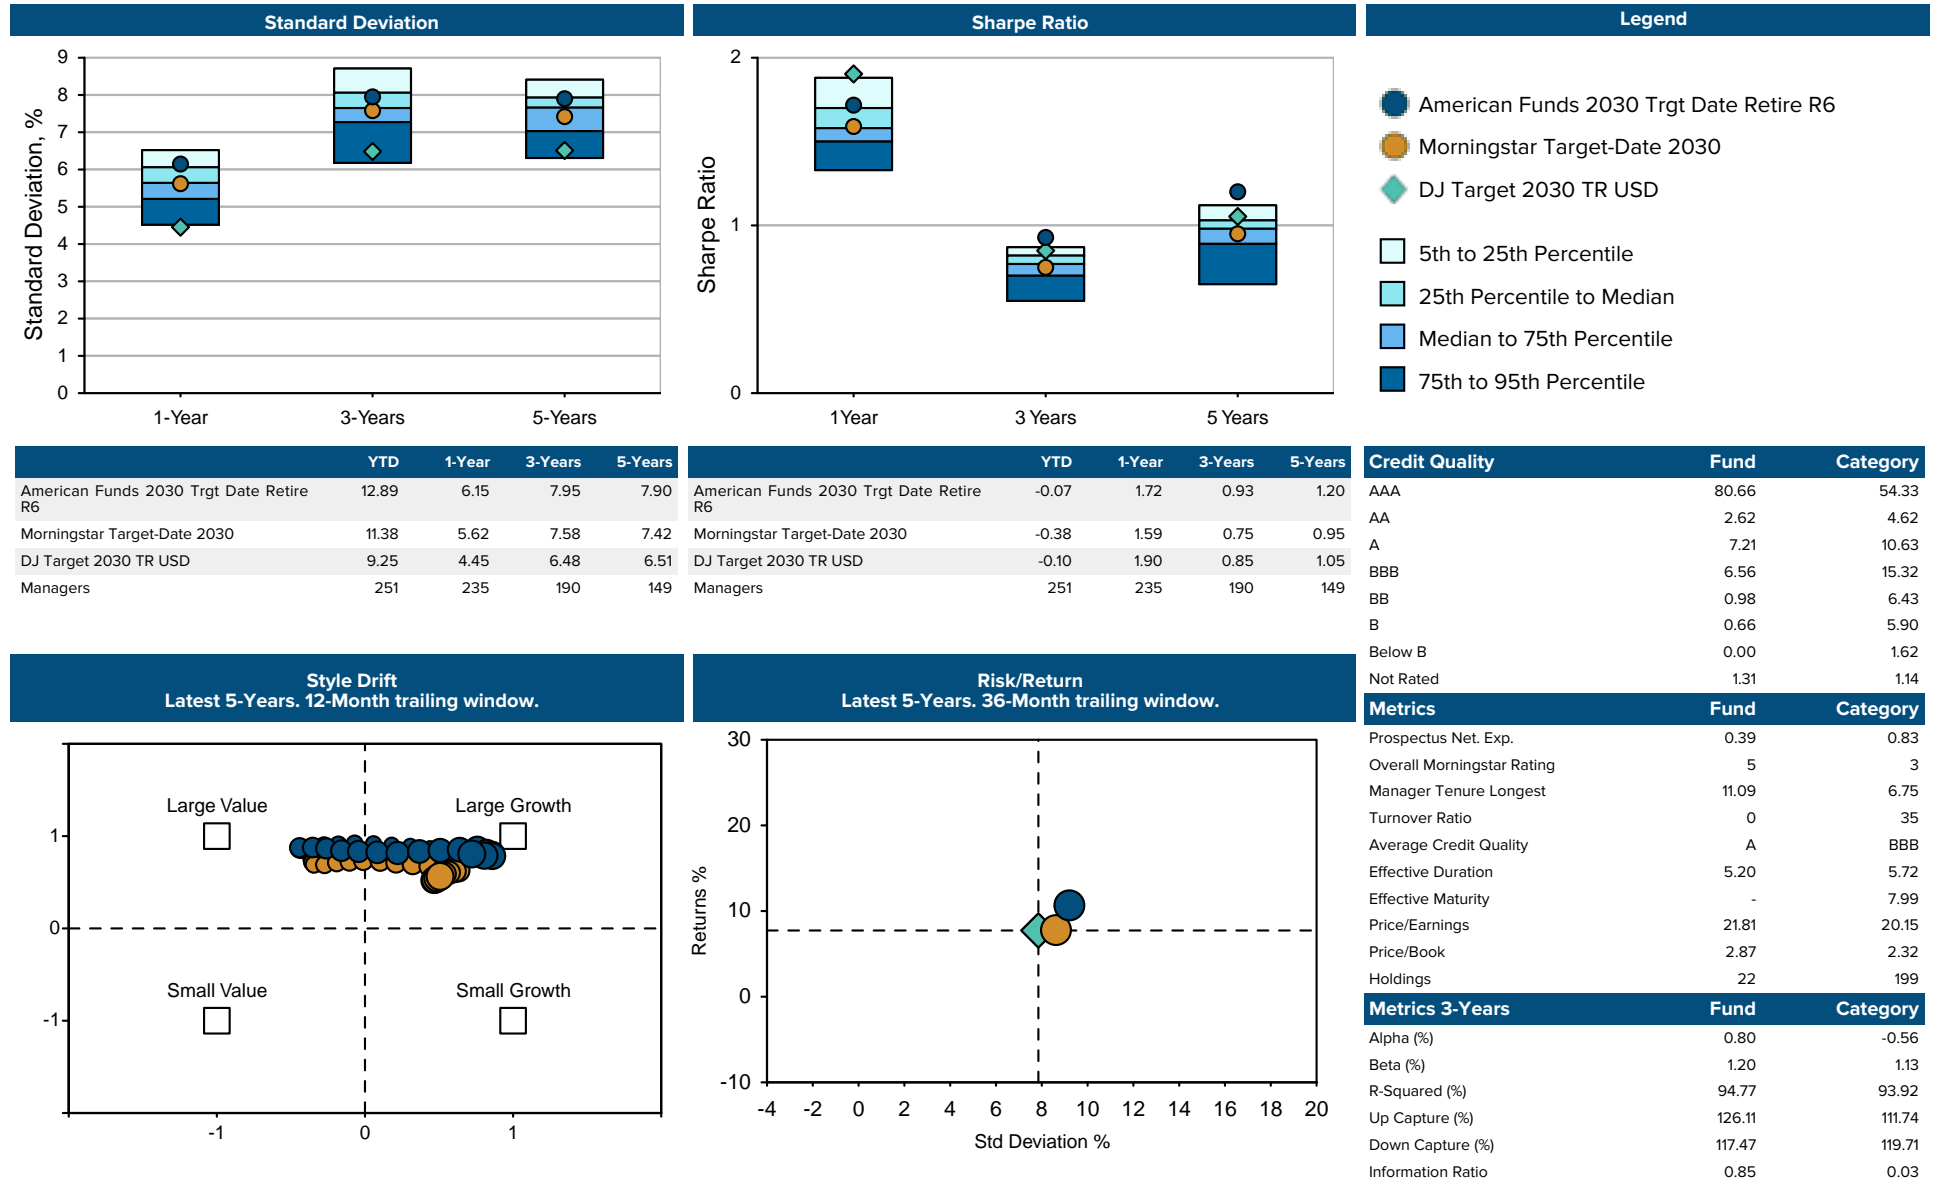 Standard Deviation
Standard Deviation, %
9
8
7
6
5
4
3
2
1
0
1-Year 3-Years 5-Years
Sharpe Ratio
Sharpe Ratio
2
1
0
1 Year 3 Years 5 Years
Legend
American Funds 2030 Trgt Date Retire R6
Morningstar Target-Date 2030
DJ Target 2030 TR USD
5th to 25th Percentile
25th Percentile to Median
Median to 75th Percentile
75th to 95th Percentile
YTD 1-Year 3-Years 5-Years
American Funds 2030 Trgt Date Retire 12.89 6.15 7.95 7.90
R6
Morningstar Target-Date 2030 11.38 5.62 7.58 7.42
DJ Target 2030 TR USD 9.25 4.45 6.48 6.51
Managers 251 235 190 149
YTD 1-Year 3-Years 5-Years
American Funds 2030 Trgt Date Retire -0.07 1.72 0.93 1.20
R6
Morningstar Target-Date 2030 -0.38 1.59 0.75 0.95
DJ Target 2030 TR USD -0.10 1.90 0.85 1.05
Managers 251 235 190 149
Credit Quality Fund Category
AAA 80.66 54.33
AA 2.62 4.62
A 7.21 10.63
BBB 6.56 15.32
BB 0.98 6.43
B 0.66 5.90
Below B 0.00 1.62
Not Rated 1.31 1.14
Metrics Fund Category
Prospectus Net. Exp. 0.39 0.83
Overall Morningstar Rating 5 3
Manager Tenure Longest 11.09 6.75
Turnover Ratio 0 35
Average Credit Quality A BBB
Effective Duration 5.20 5.72
Effective Maturity - 7.99
Price/Earnings 21.81 20.15
Price/Book 2.87 2.32
Holdings 22 199
Metrics 3-Years Fund Category
Alpha (%) 0.80 -0.56
Beta (%) 1.20 1.13
R-Squared (%) 94.77 93.92
Up Capture (%) 126.11 111.74
Down Capture (%) 117.47 119.71
Information Ratio 0.85 0.03
Style Drift
Latest 5-Years. 12-Month trailing window.
Large Value Large Growth
1
0
Small Value Small Growth
-1
-1 0 1
Risk/Return
Latest 5-Years. 36-Month trailing window.
Returns %
30
20
10
0
-10
-4 -2 0 2 4 6 8 10 12 14 16 18 20
Std Deviation %